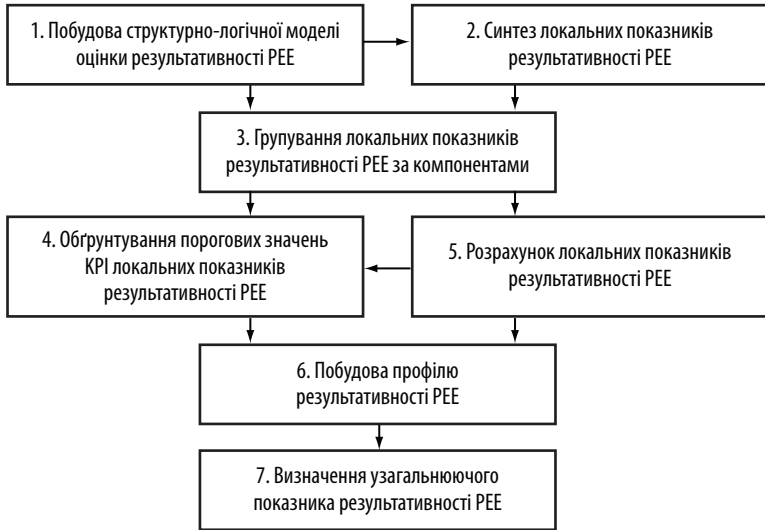 1. Побудова структурно-логічної моделі
оцінки результативності РЕЕ
2. Синтез локальних показників
результативності РЕЕ
3. Групування локальних показників
результативності РЕЕ за компонентами
4. Обґрунтування порогових значень
KPI локальних показників
результативності РЕЕ
5. Розрахунок локальних показників
результативності РЕЕ
6. Побудова профілю
результативності РЕЕ
7. Визначення узагальнюючого
показника результативності РЕЕ